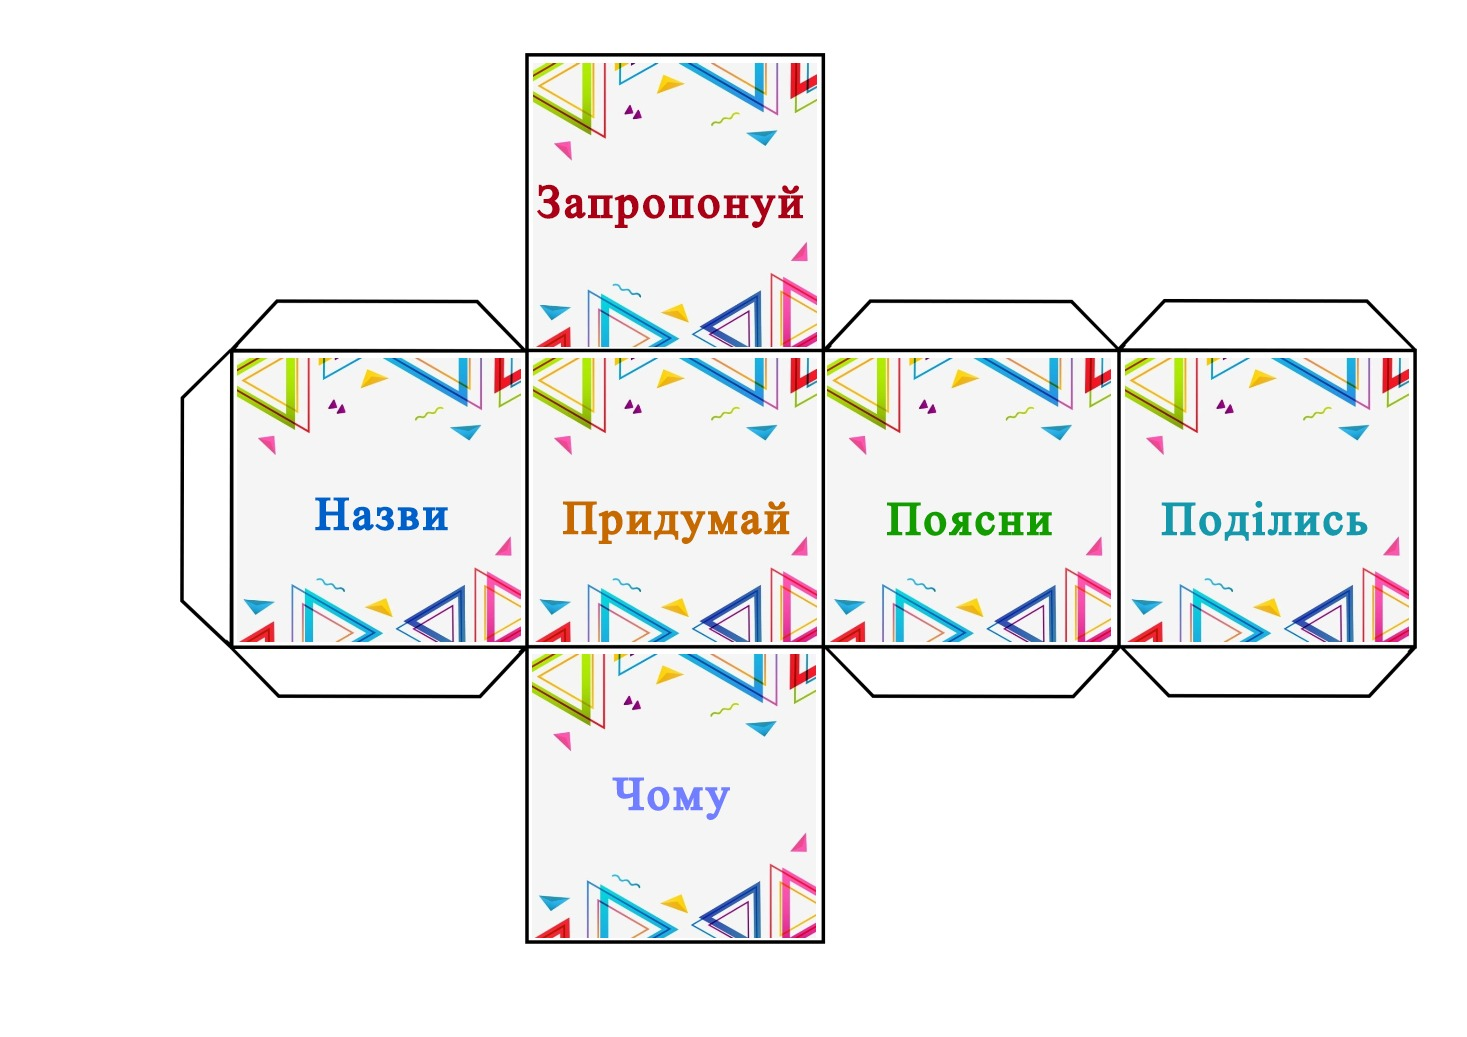 Запропонуй
Назви
Придумай
Поясни
Поділись
Чому